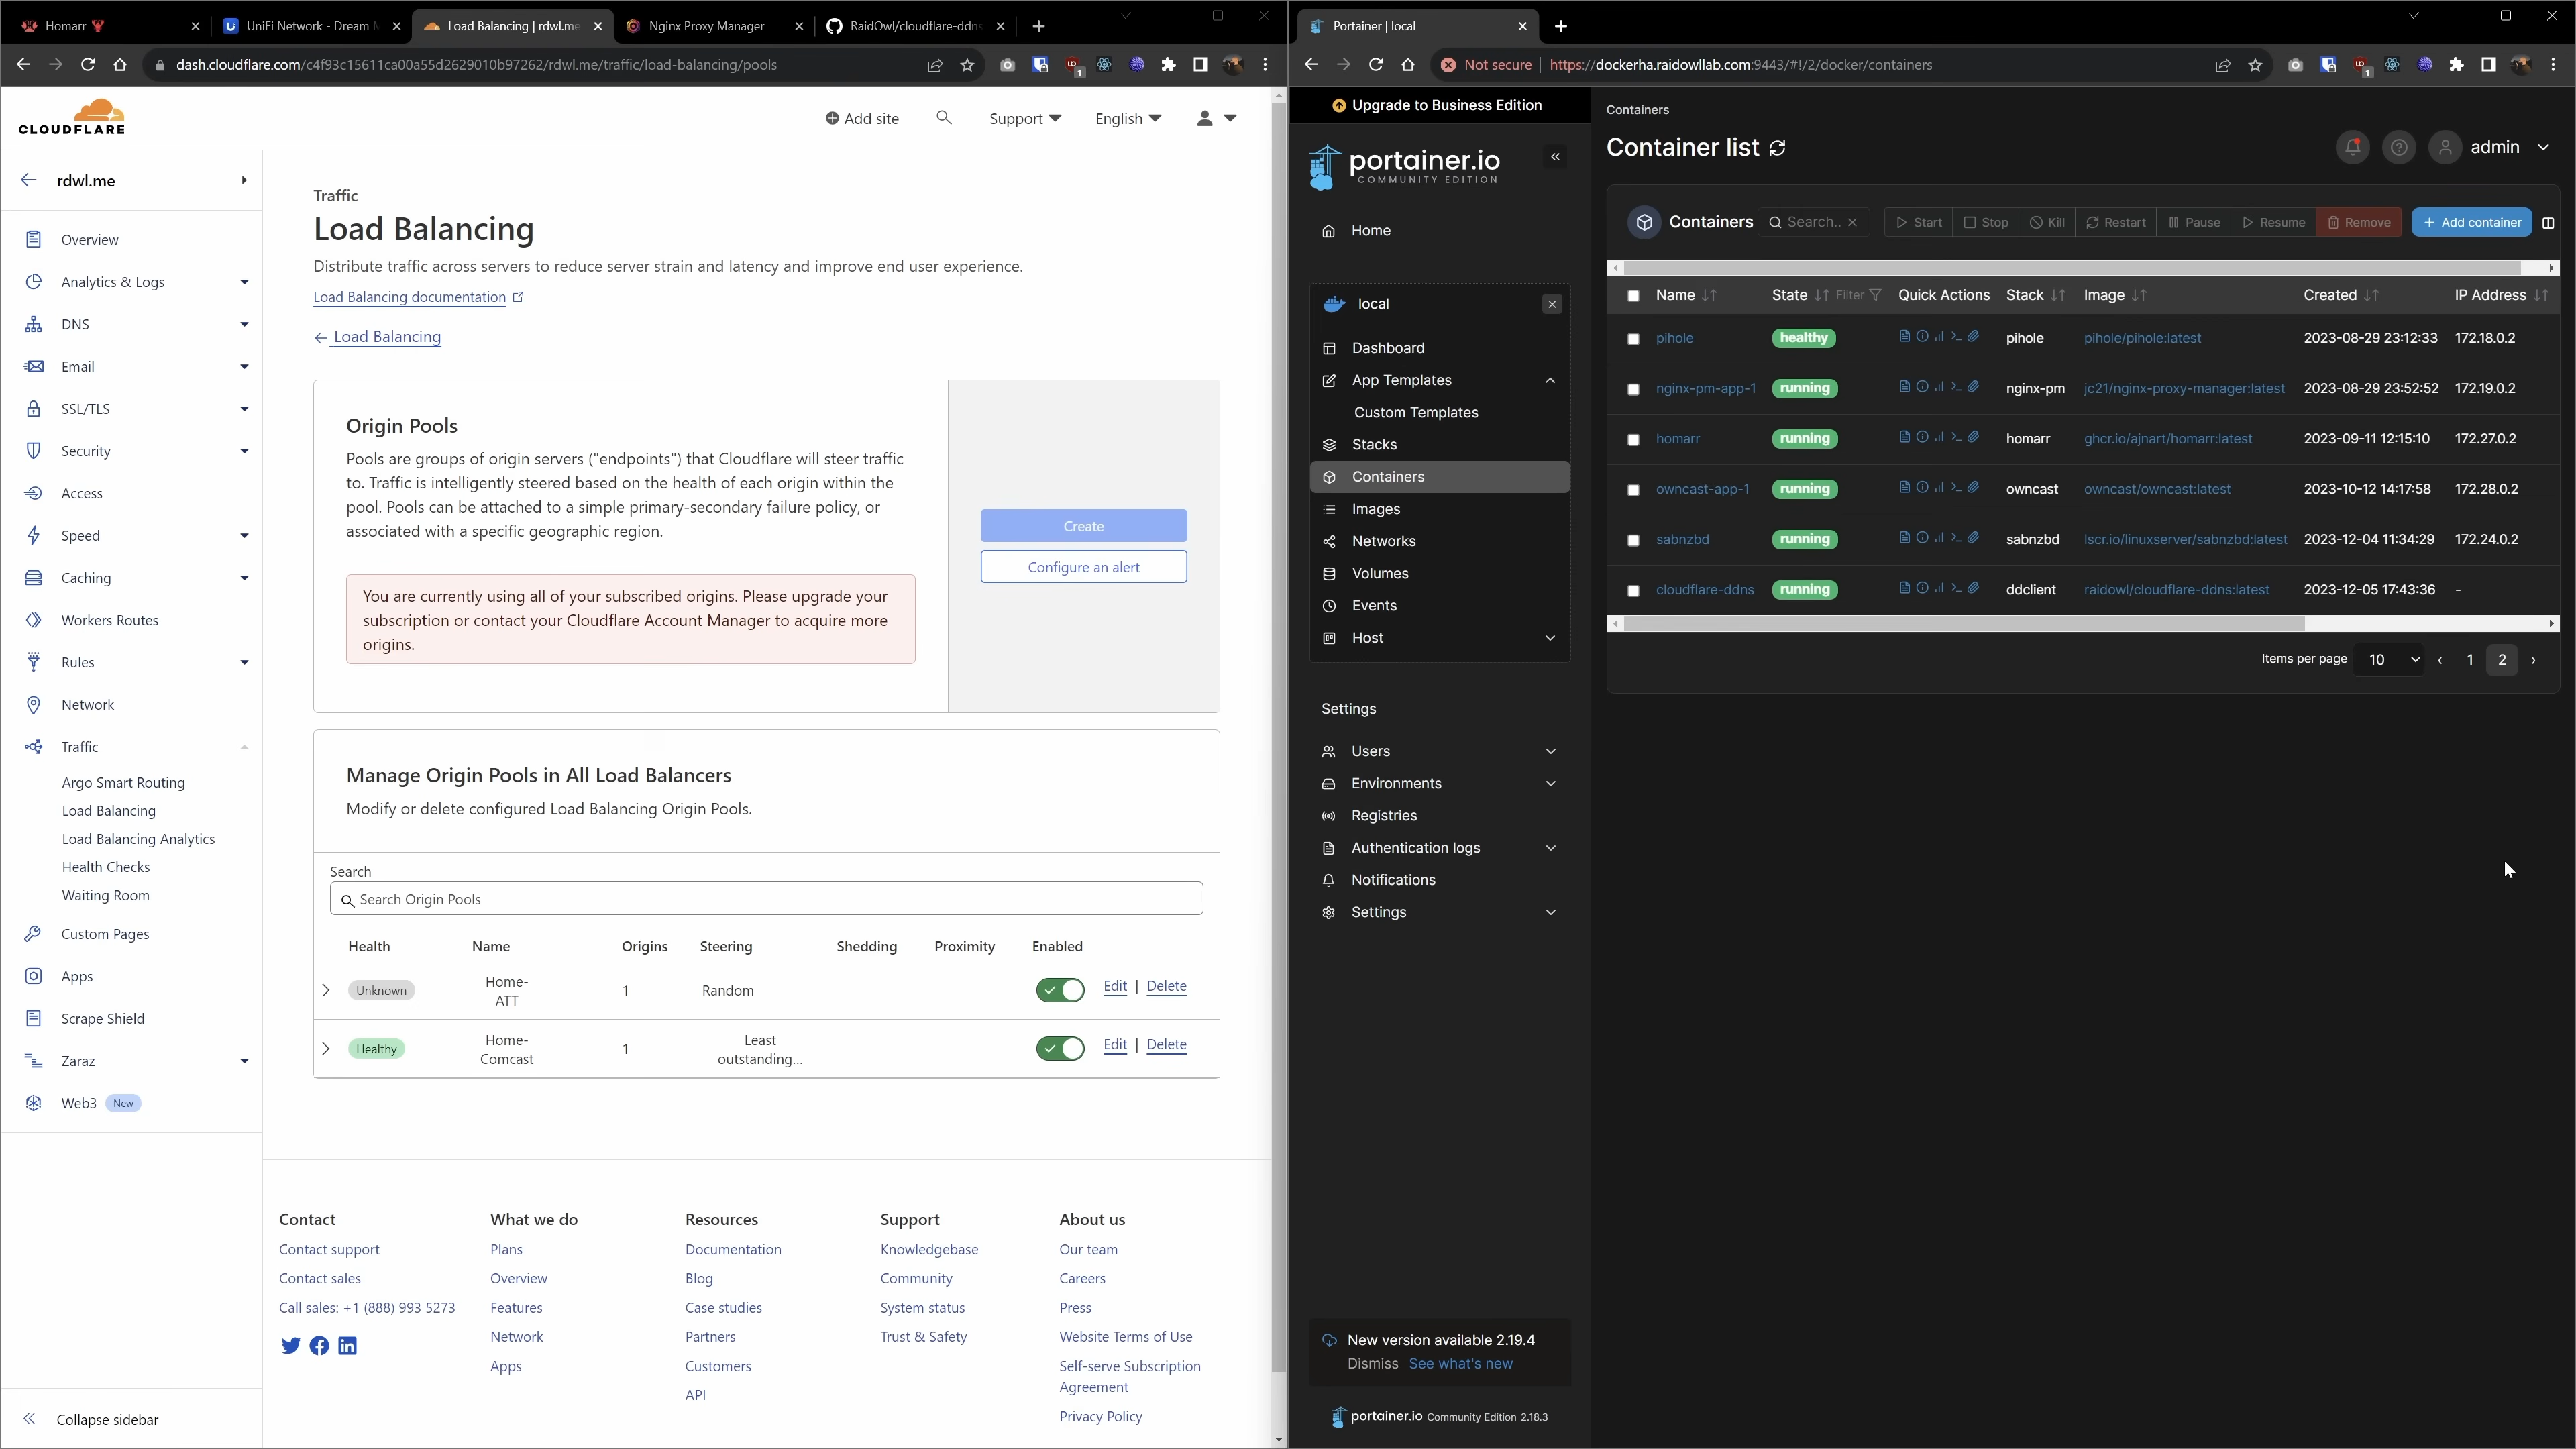 Homarr
UniFi Network - Dream
Load Balancing | rdwl.me
Nginx Proxy Manager
RaidOwl/cloudflare-ddns
dash.cloudflare.com/c4f93c15611ca00a55d2629010b97262/rdwl.me/traffic/load-balancing/pools
CLOUDFLARE
Add site
Support
English
rdwl.me
Overview
Analytics & Logs
DNS
Email
SSL/TLS
Security
Access
Speed
Caching
Workers Routes
Rules
Network
Traffic
Argo Smart Routing
Load Balancing
Load Balancing Analytics
Health Checks
Waiting Room
Custom Pages
Apps
Scrape Shield
Zaraz
Web3 New
Collapse sidebar
Traffic
Load Balancing
Distribute traffic across servers to reduce server strain and latency and improve end user experience.
Load Balancing documentation
Load Balancing
Origin Pools
Pools are groups of origin servers ("endpoints") that Cloudflare will steer traffic
to. Traffic is intelligently steered based on the health of each origin within the
pool. Pools can be attached to a simple primary-secondary failure policy, or
associated with a specific geographic region.
You are currently using all of your subscribed origins. Please upgrade your
subscription or contact your Cloudflare Account Manager to acquire more
origins.
Create
Configure an alert
Manage Origin Pools in All Load Balancers
Modify or delete configured Load Balancing Origin Pools.
Search
Search Origin Pools
Health Name Origins Steering Shedding Proximity Enabled
Unknown Home-ATT 1 Random Edit | Delete
Healthy Home-Comcast 1 Least outstanding... Edit | Delete
Contact
Contact support
Contact sales
Call sales: +1 (888) 993 5273
What we do
Plans
Overview
Features
Network
Apps
Resources
Documentation
Blog
Case studies
Partners
Customers
API
Support
Knowledgebase
Community
System status
Trust & Safety
About us
Our team
Careers
Press
Website Terms of Use
Self-serve Subscription
Agreement
Privacy Policy
Portainer | local
Not secure | https://dockerha.raidowllab.com:9443/#!/2/docker/containers
Upgrade to Business Edition
portainer.io
COMMUNITY EDITION
Home
local
Dashboard
App Templates
Custom Templates
Stacks
Containers
Images
Networks
Volumes
Events
Host
Settings
Users
Environments
Registries
Authentication logs
Notifications
Settings
New version available 2.19.4
Dismiss See what's new
portainer.io Community Edition 2.18.3
Containers
Container list
admin
Containers Search.. Start Stop Kill Restart Pause Resume Remove + Add container
Name State Filter Quick Actions Stack Image Created IP Address
pihole healthy pihole pihole/pihole:latest 2023-08-29 23:12:33 172.18.0.2
nginx-pm-app-1 running nginx-pm jc21/nginx-proxy-manager:latest 2023-08-29 23:52:52 172.19.0.2
homarr running homarr ghcr.io/ajnart/homarr:latest 2023-09-11 12:15:10 172.27.0.2
owncast-app-1 running owncast owncast/owncast:latest 2023-10-12 14:17:58 172.28.0.2
sabnzbd running sabnzbd lscr.io/linuxserver/sabnzbd:latest 2023-12-04 11:34:29 172.24.0.2
cloudflare-ddns running ddclient raidowl/cloudflare-ddns:latest 2023-12-05 17:43:36 -
Items per page 10 ‹ 1 2 ›